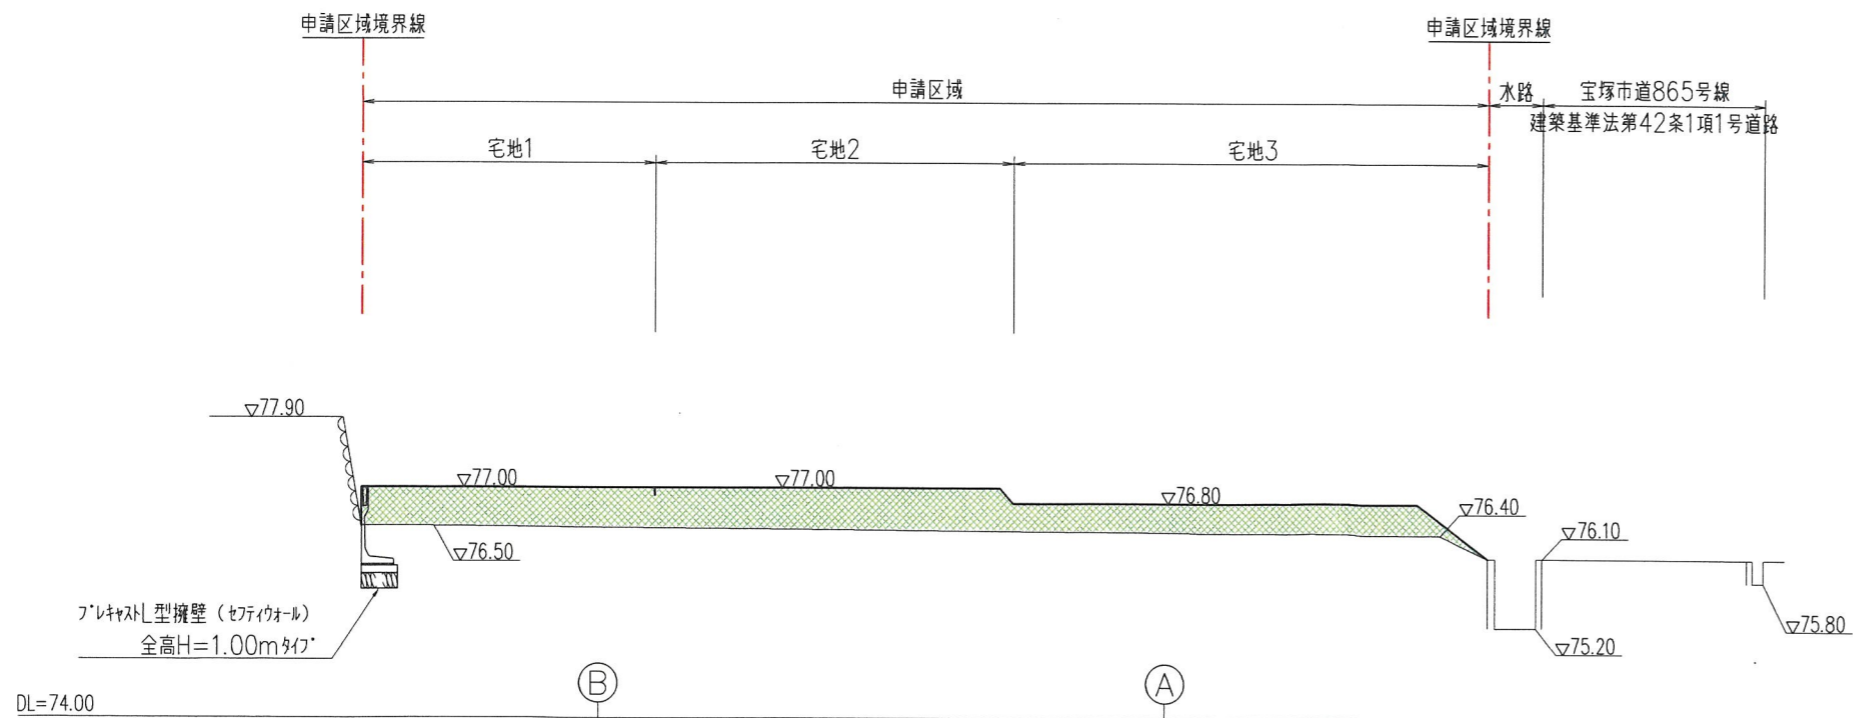 申請区域境界線
申請区域境界線
申請区域
水路
宝塚市道865号線
建築基準法第42条1項1号道路
宅地1
宅地2
宅地3
▽77.90
▽77.00
▽77.00
▽76.80
▽76.40
▽76.10
▽76.50
プレキャストL型擁壁（セフティウォール）
全高H=1.00mタイプ
▽75.80
▽75.20
B
A
DL=74.00